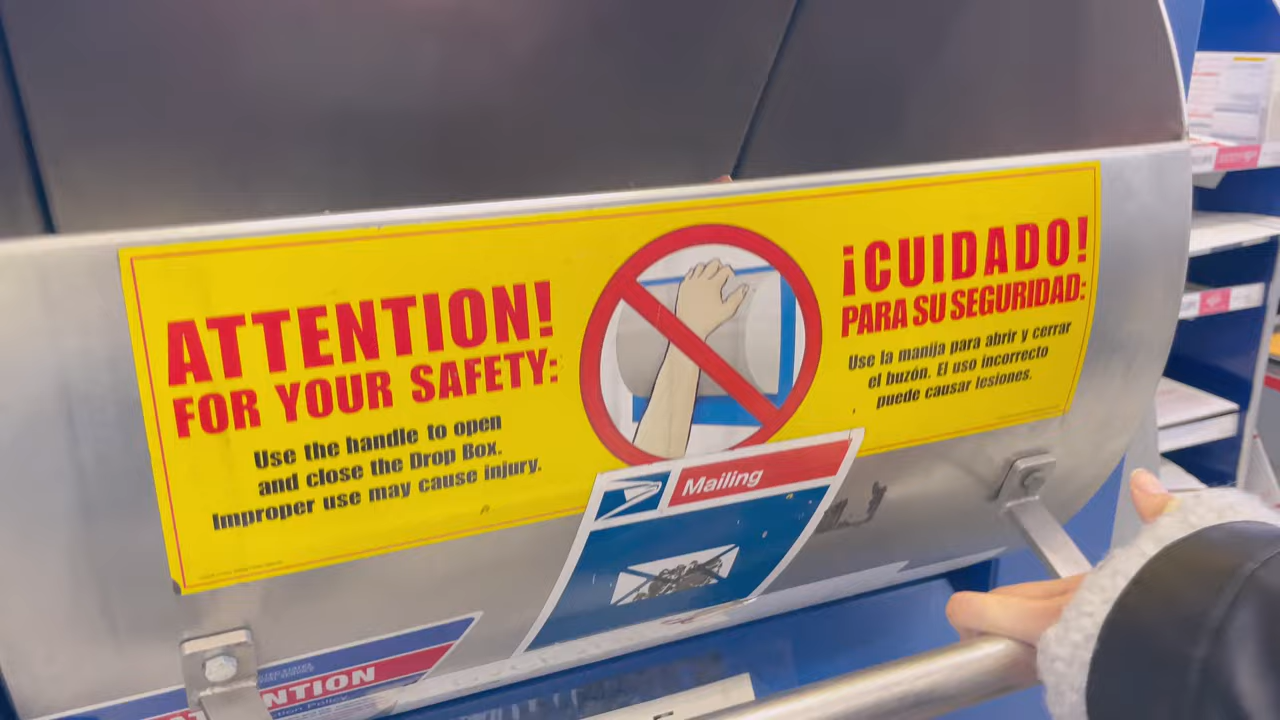 ATTENTION!
FOR YOUR SAFETY:
Use the handle to open
and close the Drop Box.
Improper use may cause injury.
¡CUIDADO!
PARA SU SEGURIDAD:
Use la manija para abrir y cerrar
el buzón. El uso incorrecto
puede causar lesiones.
Mailing
NTION